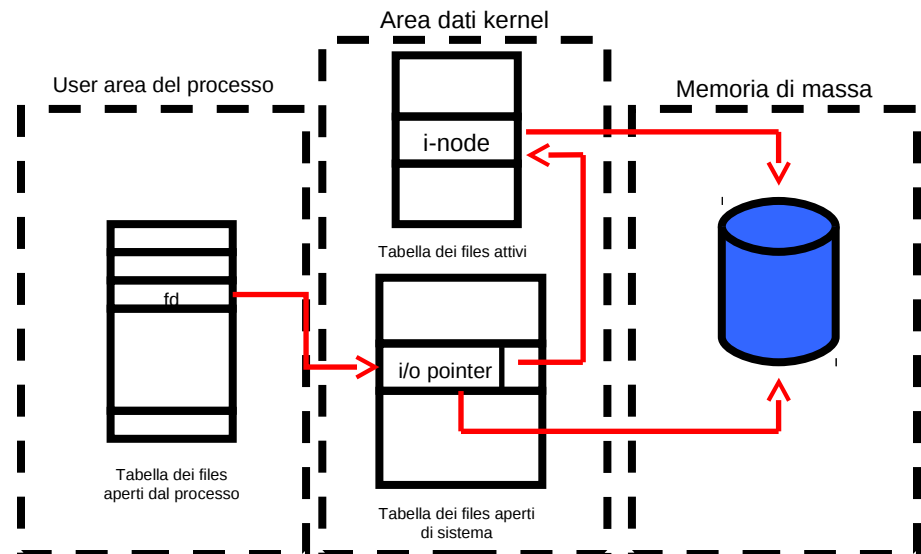 Area dati kernel
User area del processo
Memoria di massa
i-node
Tabella dei files attivi
fd
i/o pointer
Tabella dei files
aperti dal processo
Tabella dei files aperti
di sistema